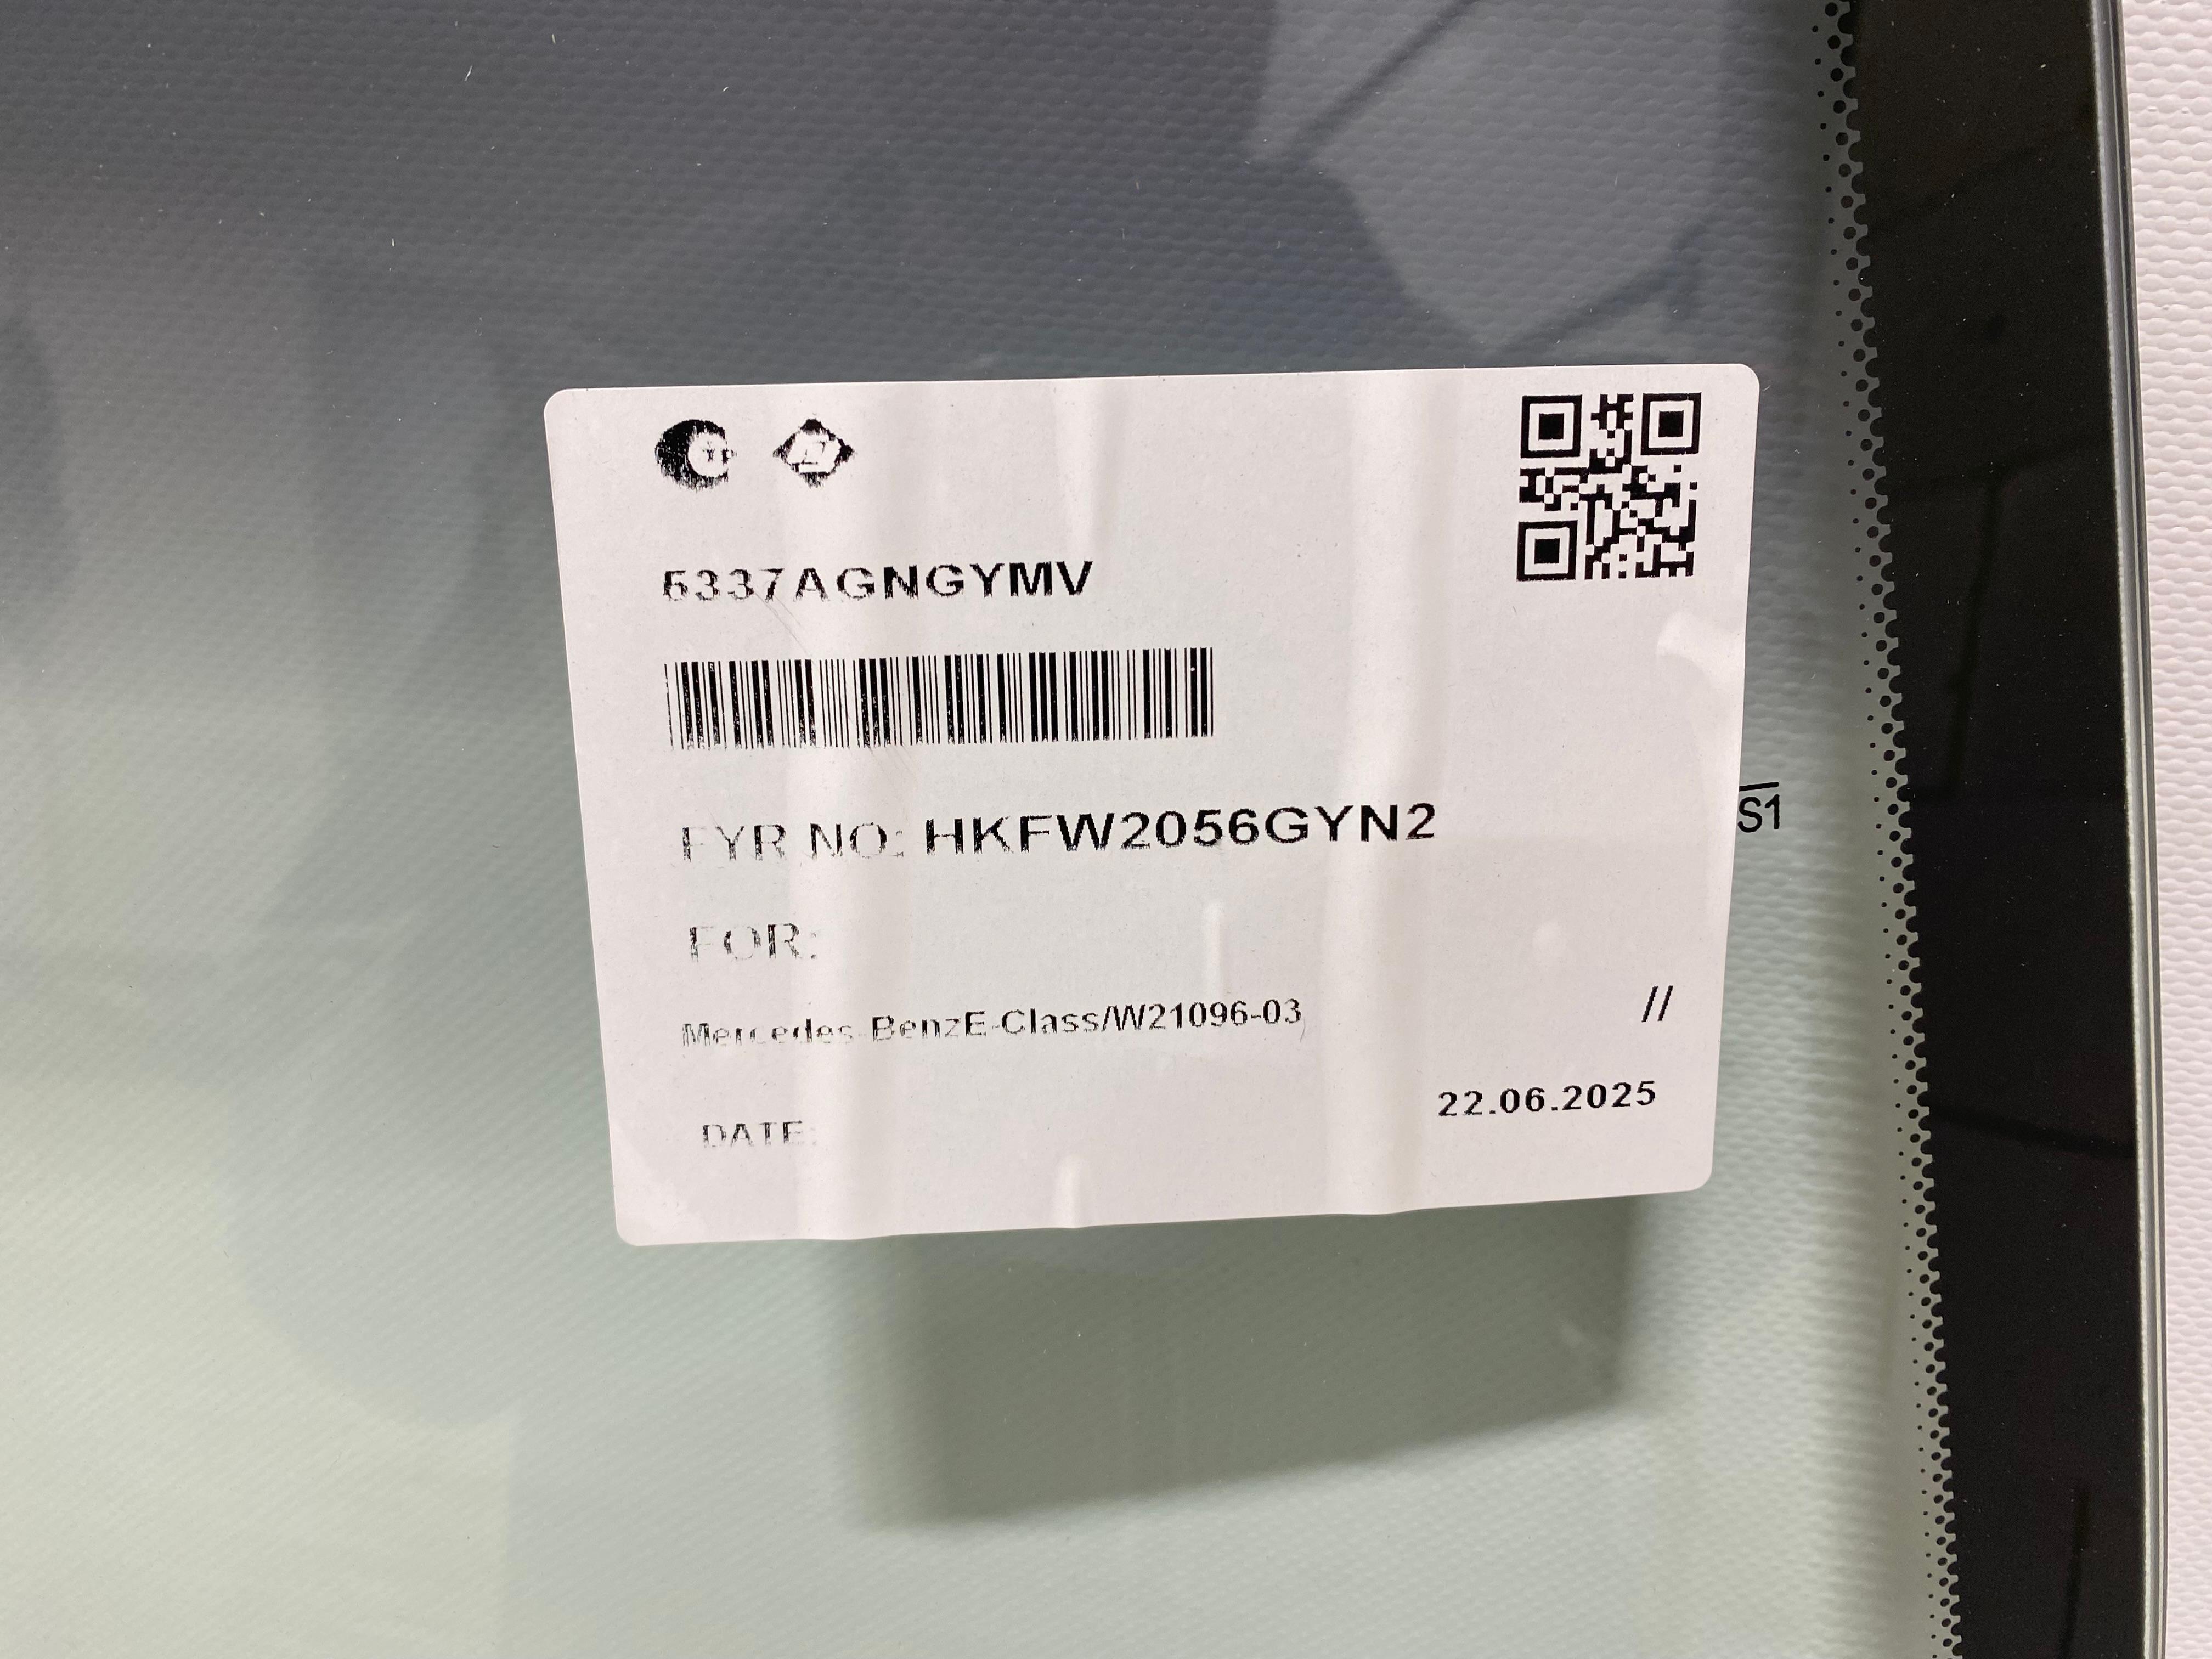 5337AGNGYMV
FYR NO: HKFW2056GYN2
S1
FOR:
Mercedes-BenzE-Class/W21096-03
//
22.06.2025
DATE: